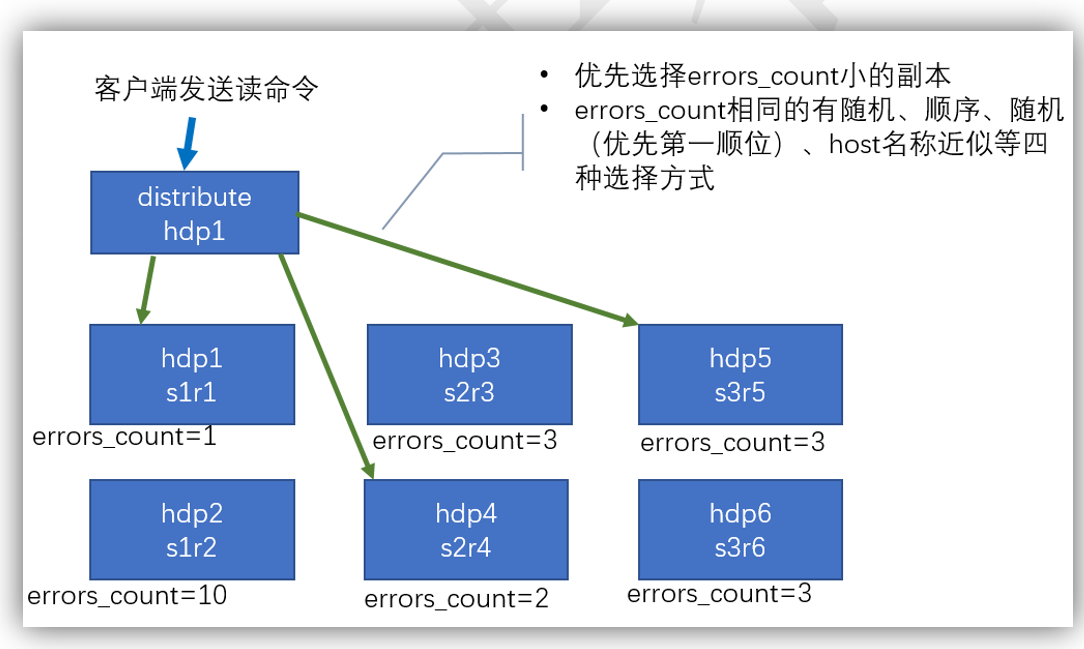 客户端发送读命令
• 优先选择errors_count小的副本
• errors_count相同的有随机、顺序、随机
（优先第一顺位）、host名称近似等四
种选择方式
distribute
hdp1
hdp1
s1r1
errors_count=1
hdp3
s2r3
errors_count=3
hdp5
s3r5
errors_count=3
hdp2
s1r2
errors_count=10
hdp4
s2r4
errors_count=2
hdp6
s3r6
errors_count=3